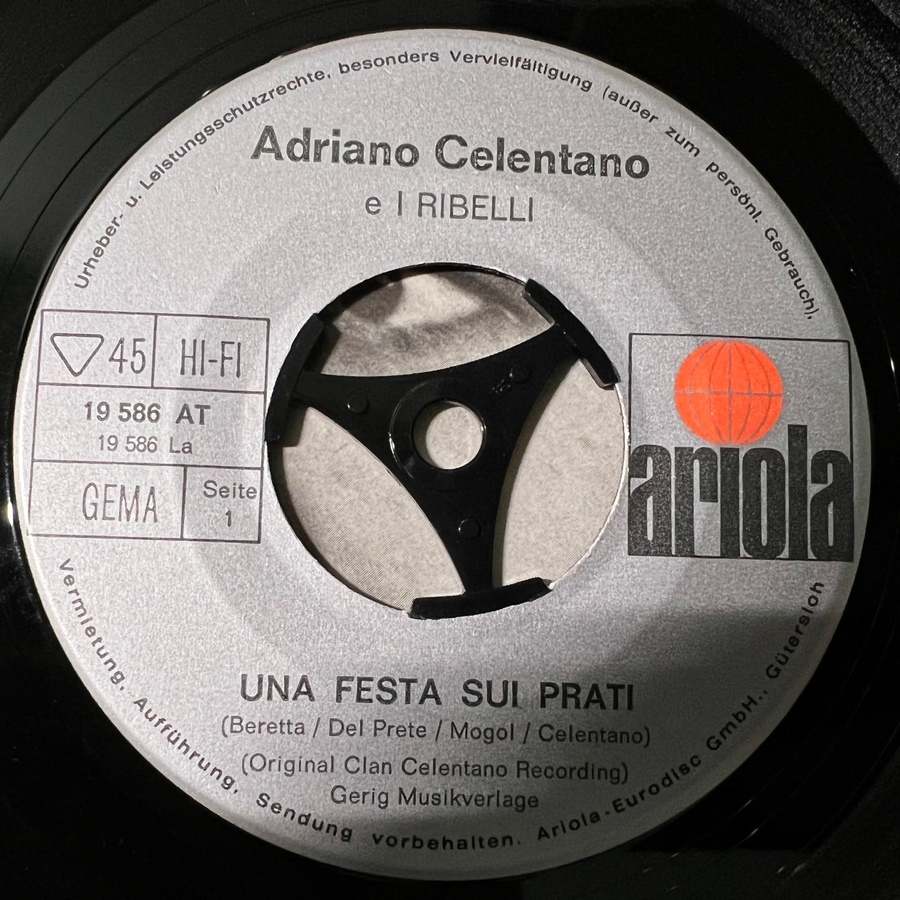 Urheber- u. Leistungsschutzrechte, besonders Vervielfältigung (außer zum persönl. Gebrauch),
Adriano Celentano
e I RIBELLI
45 HI-FI
19 586 AT
19 586 La
GEMA Seite 1
ariola
UNA FESTA SUI PRATI
(Beretta / Del Prete / Mogol / Celentano)
(Original Clan Celentano Recording)
Gerig Musikverlage
Vermietung, Aufführung, Sendung vorbehalten. Ariola-Eurodisc GmbH., Gütersloh